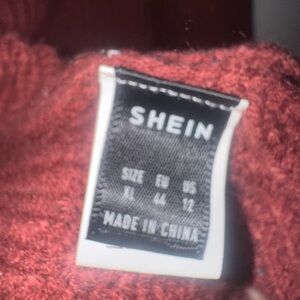 SHEIN
SIZE EU US
XL 44 12
MADE IN CHINA